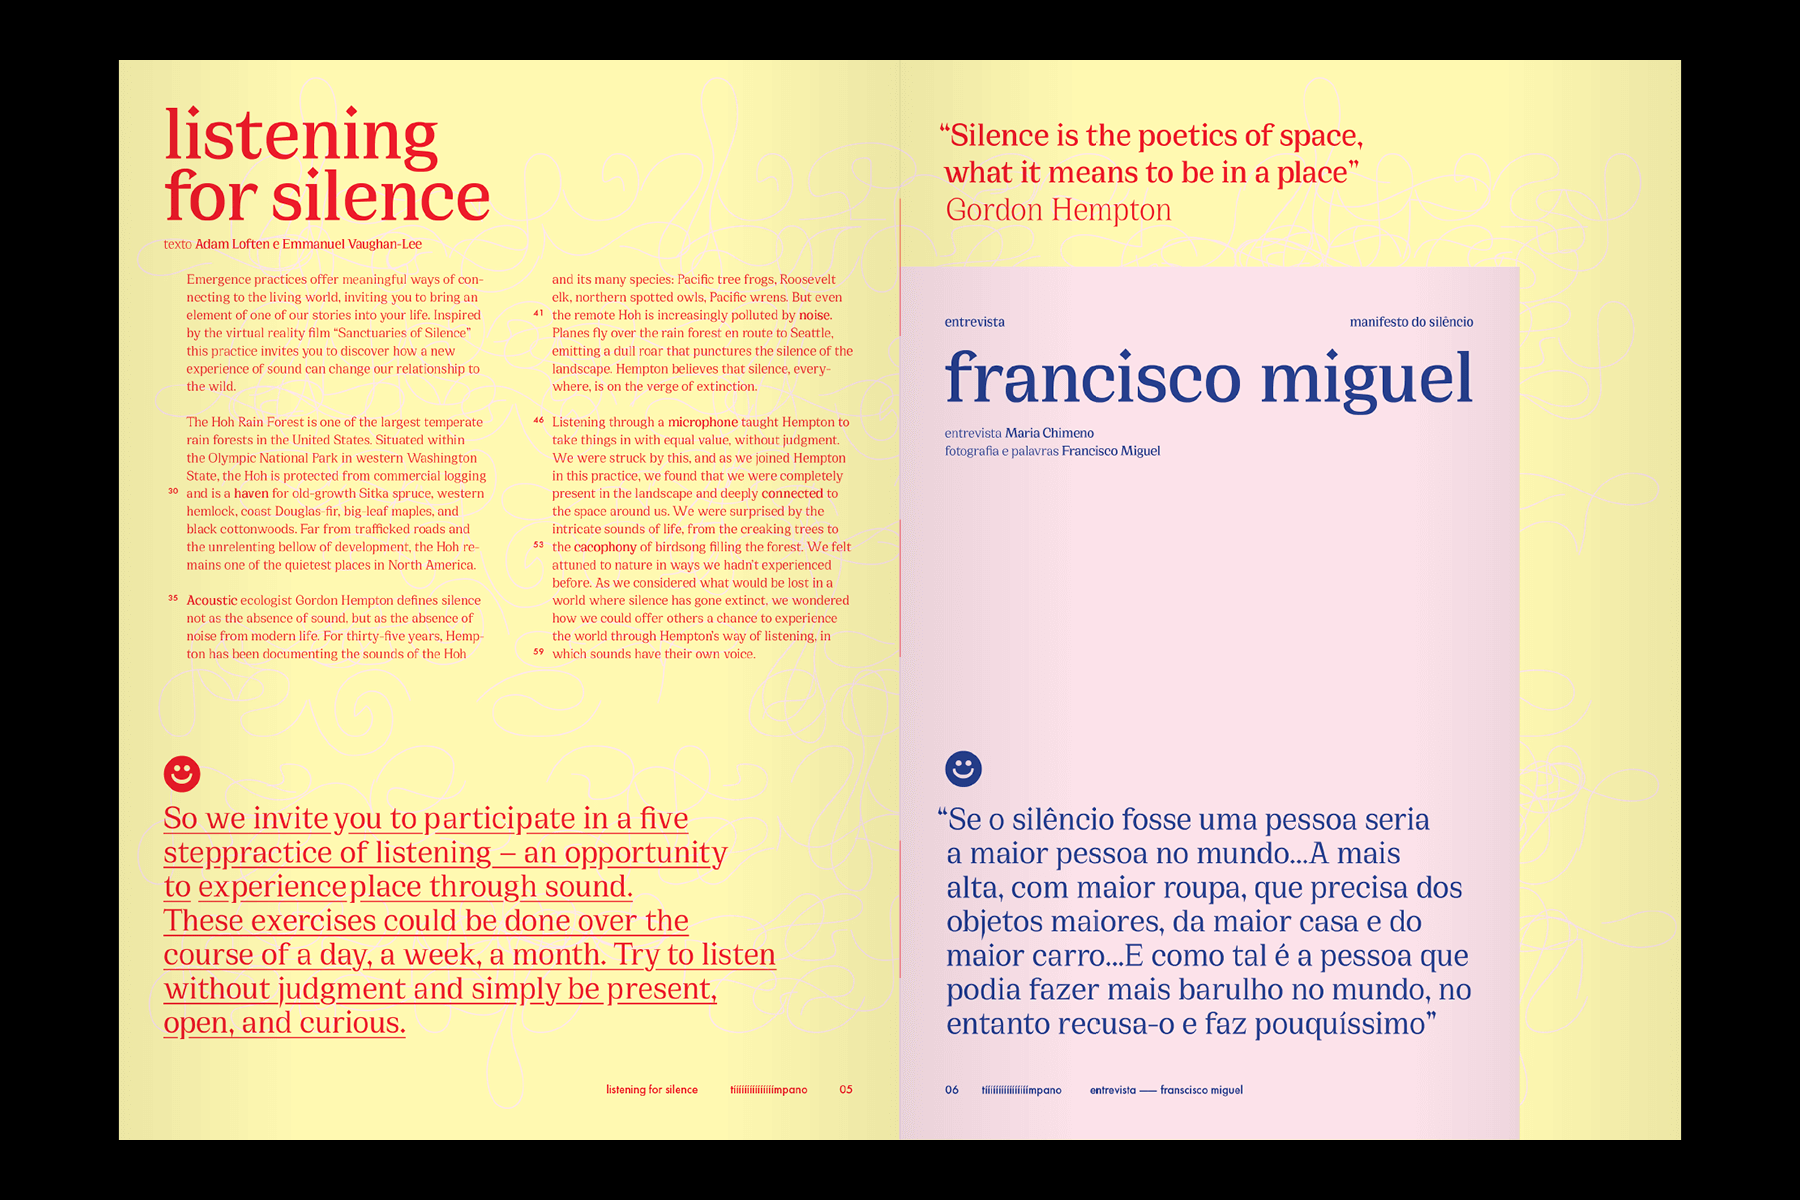 listening
for silence
texto Adam Loften e Emmanuel Vaughan-Lee
Emergence practices offer meaningful ways of con-
necting to the living world, inviting you to bring an
element of one of our stories into your life. Inspired
by the virtual reality film “Sanctuaries of Silence”
this practice invites you to discover how a new
experience of sound can change our relationship to
the wild.
The Hoh Rain Forest is one of the largest temperate
rain forests in the United States. Situated within
the Olympic National Park in western Washington
State, the Hoh is protected from commercial logging
30 and is a haven for old-growth Sitka spruce, western
hemlock, coast Douglas-fir, big-leaf maples, and
black cottonwoods. Far from trafficked roads and
the unrelenting bellow of development, the Hoh re-
mains one of the quietest places in North America.
35 Acoustic ecologist Gordon Hempton defines silence
not as the absence of sound, but as the absence of
noise from modern life. For thirty-five years, Hemp-
ton has been documenting the sounds of the Hoh
and its many species: Pacific tree frogs, Roosevelt
elk, northern spotted owls, Pacific wrens. But even
41 the remote Hoh is increasingly polluted by noise.
Planes fly over the rain forest en route to Seattle,
emitting a dull roar that punctures the silence of the
landscape. Hempton believes that silence, every-
where, is on the verge of extinction.
46 Listening through a microphone taught Hempton to
take things in with equal value, without judgment.
We were struck by this, and as we joined Hempton
in this practice, we found that we were completely
present in the landscape and deeply connected to
the space around us. We were surprised by the
intricate sounds of life, from the creaking trees to
53 the cacophony of birdsong filling the forest. We felt
attuned to nature in ways we hadn't experienced
before. As we considered what would be lost in a
world where silence has gone extinct, we wondered
how we could offer others a chance to experience
the world through Hempton's way of listening, in
59 which sounds have their own voice.
So we invite you to participate in a five
steppractice of listening – an opportunity
to experience place through sound.
These exercises could be done over the
course of a day, a week, a month. Try to listen
without judgment and simply be present,
open, and curious.
listening for silence tiiiiiiiiiiiiiiiímpano 05
“Silence is the poetics of space,
what it means to be in a place”
Gordon Hempton
entrevista manifesto do silêncio
francisco miguel
entrevista Maria Chimeno
fotografia e palavras Francisco Miguel
“Se o silêncio fosse uma pessoa seria
a maior pessoa no mundo...A mais
alta, com maior roupa, que precisa dos
objetos maiores, da maior casa e do
maior carro...E como tal é a pessoa que
podia fazer mais barulho no mundo, no
entanto recusa-o e faz pouquíssimo”
06 tiiiiiiiiiiiiiiiímpano entrevista — franscisco miguel